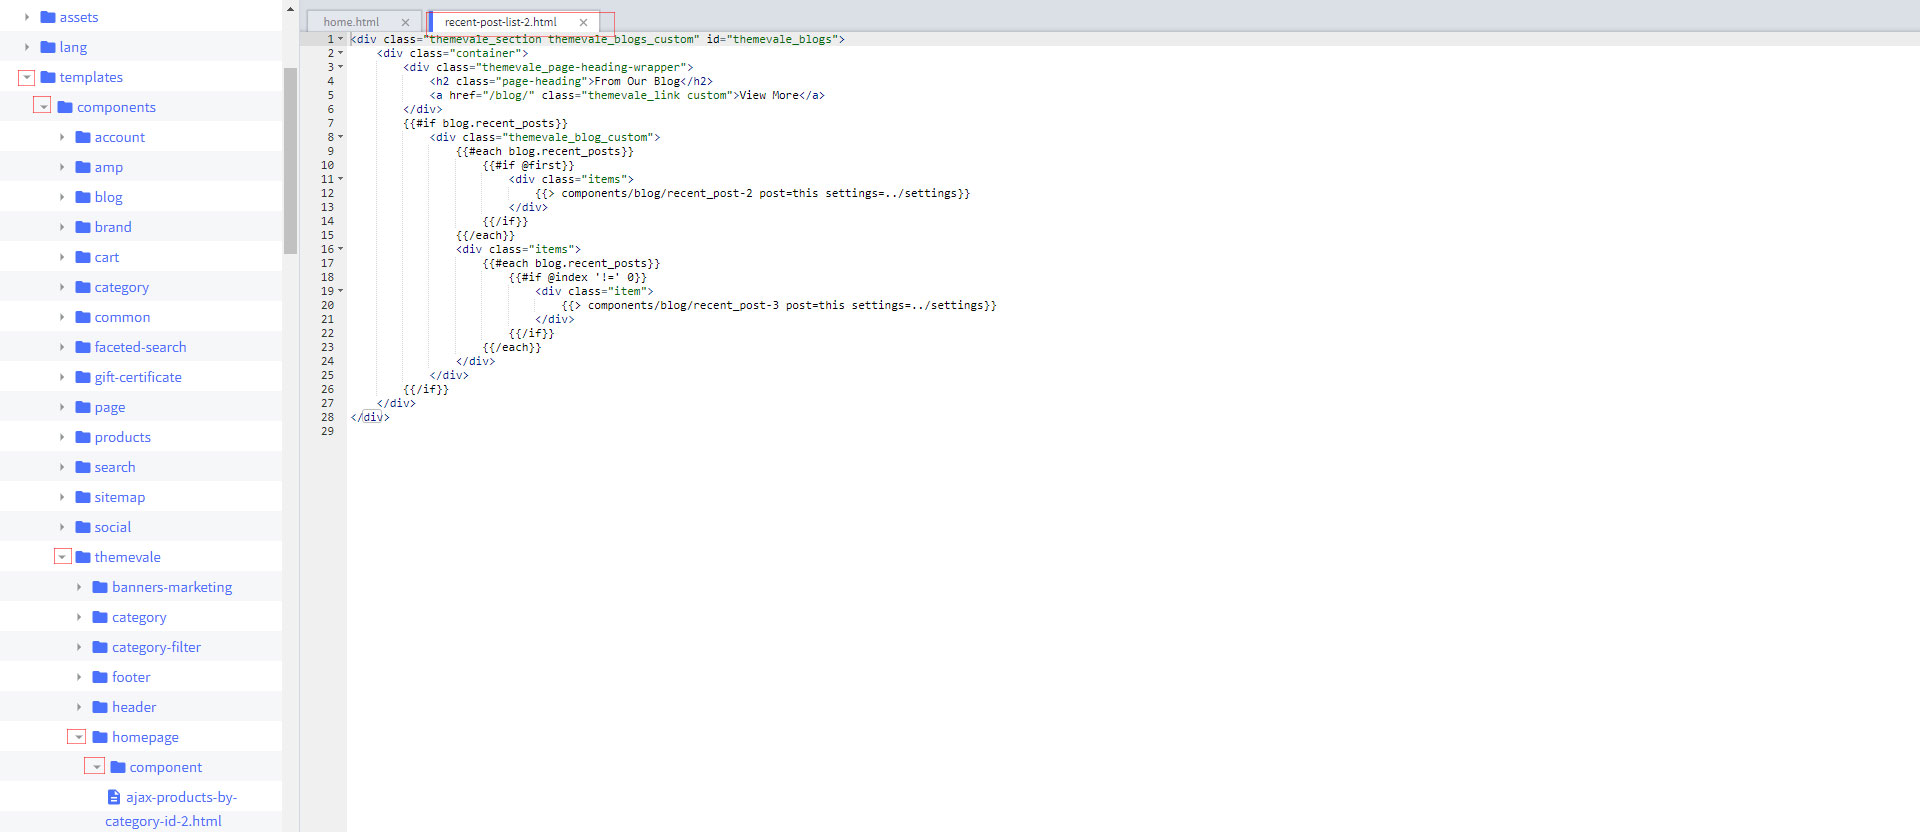 assets
lang
templates
components
account
amp
blog
brand
cart
category
common
faceted-search
gift-certificate
page
products
search
sitemap
social
themevale
banners-marketing
category
category-filter
footer
header
homepage
component
ajax-products-by-
category-id-2.html
home.html
recent-post-list-2.html
1 <div class="themevale_section themevale_blogs_custom" id="themevale_blogs">
2 <div class="container">
3 <div class="themevale_page-heading-wrapper">
4 <h2 class="page-heading">From Our Blog</h2>
5 <a href="/blog/" class="themevale_link custom">View More</a>
6 </div>
7 {{#if blog.recent_posts}}
8 <div class="themevale_blog_custom">
9 {{#each blog.recent_posts}}
10 {{#if @first}}
11 <div class="items">
12 {{> components/blog/recent_post-2 post=this settings=../settings}}
13 </div>
14 {{/if}}
15 {{/each}}
16 <div class="items">
17 {{#each blog.recent_posts}}
18 {{#if @index '!=' 0}}
19 <div class="item">
20 {{> components/blog/recent_post-3 post=this settings=../settings}}
21 </div>
22 {{/if}}
23 {{/each}}
24 </div>
25 </div>
26 {{/if}}
27 </div>
28 </div>
29